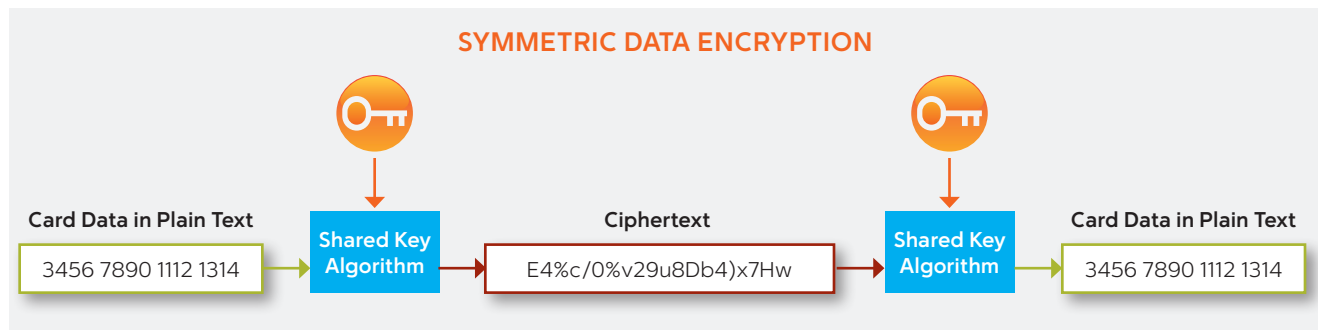 SYMMETRIC DATA ENCRYPTION
Card Data in Plain Text
3456 7890 1112 1314
Shared Key
Algorithm
Ciphertext
E4%c/0%v29u8Db4)x7Hw
Shared Key
Algorithm
Card Data in Plain Text
3456 7890 1112 1314